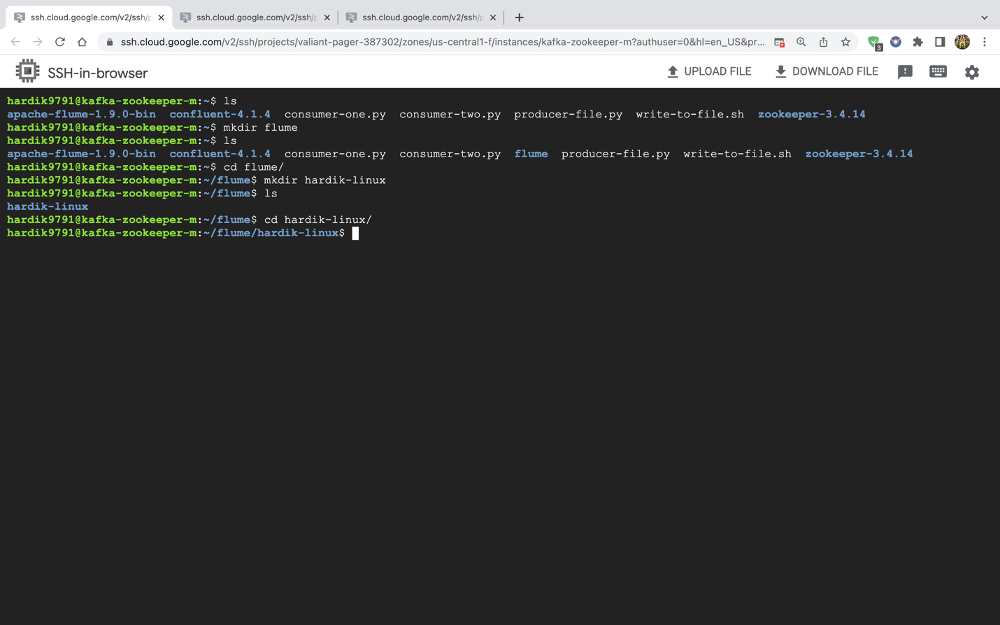 ssh.cloud.google.com/v2/ssh/p
ssh.cloud.google.com/v2/ssh/p
ssh.cloud.google.com/v2/ssh/p
ssh.cloud.google.com/v2/ssh/projects/valiant-pager-387302/zones/us-central1-f/instances/kafka-zookeeper-m?authuser=0&hl=en_US&pr...
3
SSH-in-browser
UPLOAD FILE
DOWNLOAD FILE
hardik9791@kafka-zookeeper-m:~$ ls
apache-flume-1.9.0-bin  confluent-4.1.4  consumer-one.py  consumer-two.py  producer-file.py  write-to-file.sh  zookeeper-3.4.14
hardik9791@kafka-zookeeper-m:~$ mkdir flume
hardik9791@kafka-zookeeper-m:~$ ls
apache-flume-1.9.0-bin  confluent-4.1.4  consumer-one.py  consumer-two.py  flume  producer-file.py  write-to-file.sh  zookeeper-3.4.14
hardik9791@kafka-zookeeper-m:~$ cd flume/
hardik9791@kafka-zookeeper-m:~/flume$ mkdir hardik-linux
hardik9791@kafka-zookeeper-m:~/flume$ ls
hardik-linux
hardik9791@kafka-zookeeper-m:~/flume$ cd hardik-linux/
hardik9791@kafka-zookeeper-m:~/flume/hardik-linux$